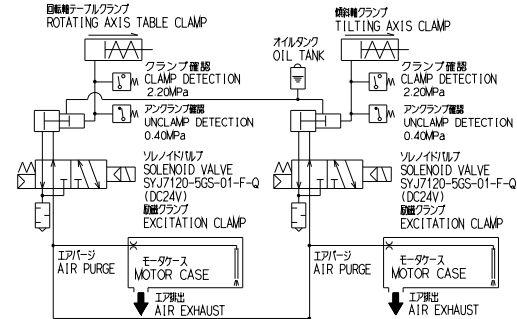 回転軸テーブルクランプ
ROTATING AXIS TABLE CLAMP
傾斜軸クランプ
TILTING AXIS CLAMP
オイルタンク
OIL TANK
クランプ確認
CLAMP DETECTION
2.20MPa
クランプ確認
CLAMP DETECTION
2.20MPa
アンクランプ確認
UNCLAMP DETECTION
0.40MPa
アンクランプ確認
UNCLAMP DETECTION
0.40MPa
ソレノイドバルブ
SOLENOID VALVE
SYJ7120-5GS-01-F-Q
(DC24V)
励磁クランプ
EXCITATION CLAMP
ソレノイドバルブ
SOLENOID VALVE
SYJ7120-5GS-01-F-Q
(DC24V)
励磁クランプ
EXCITATION CLAMP
エアパージ
AIR PURGE
モータケース
MOTOR CASE
エアパージ
AIR PURGE
モータケース
MOTOR CASE
エア排出
AIR EXHAUST
エア排出
AIR EXHAUST